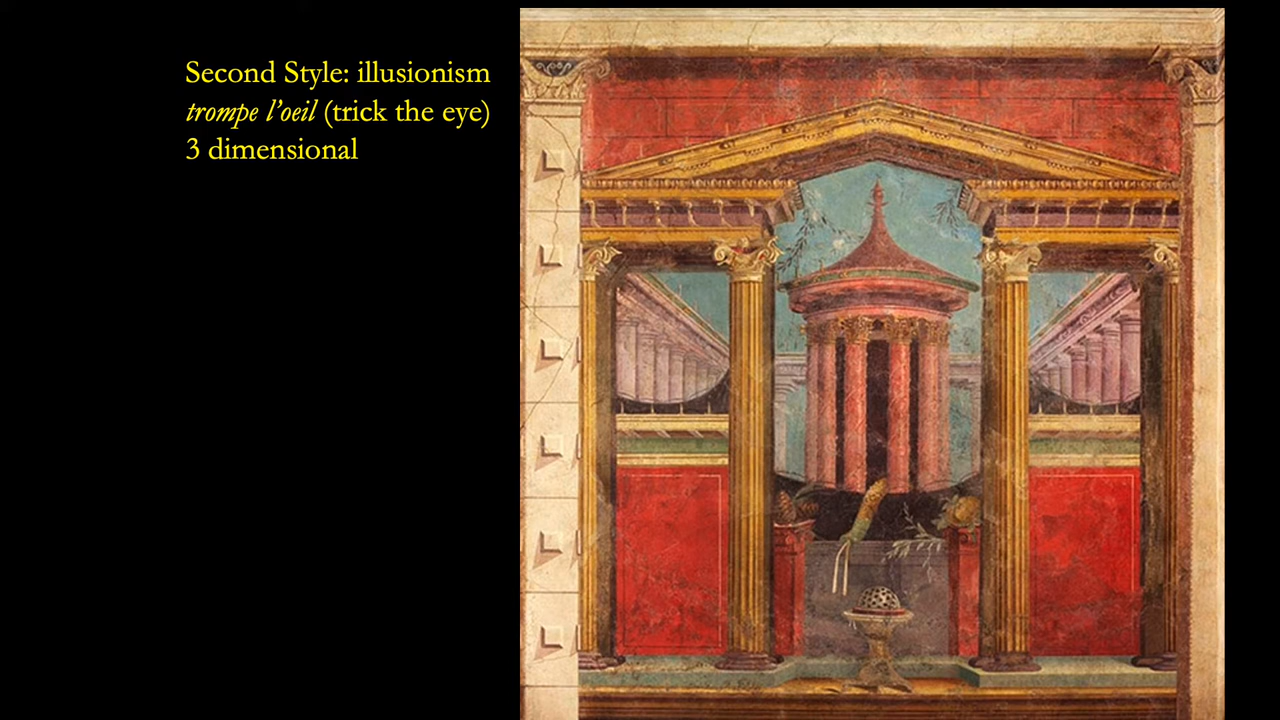 Second Style: illusionism
trompe l’oeil (trick the eye)
3 dimensional